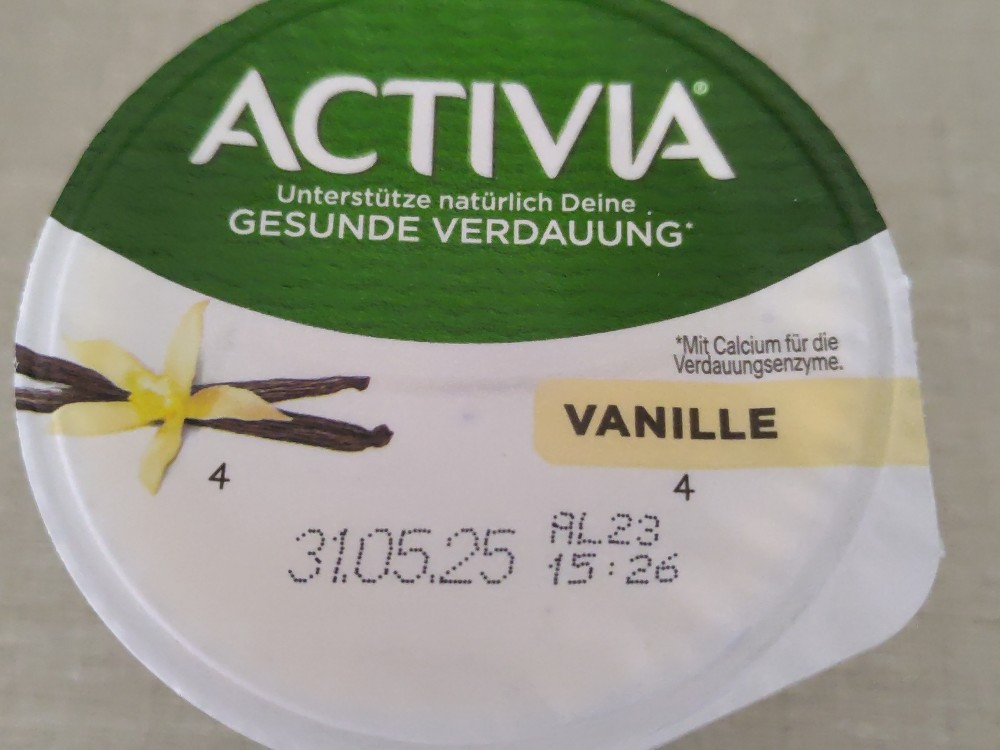 ACTIVIA®
Unterstütze natürlich Deine
GESUNDE VERDAUUNG*
*Mit Calcium für die
Verdauungsenzyme.
VANILLE
4
4
31.05.25
AL23
15:26